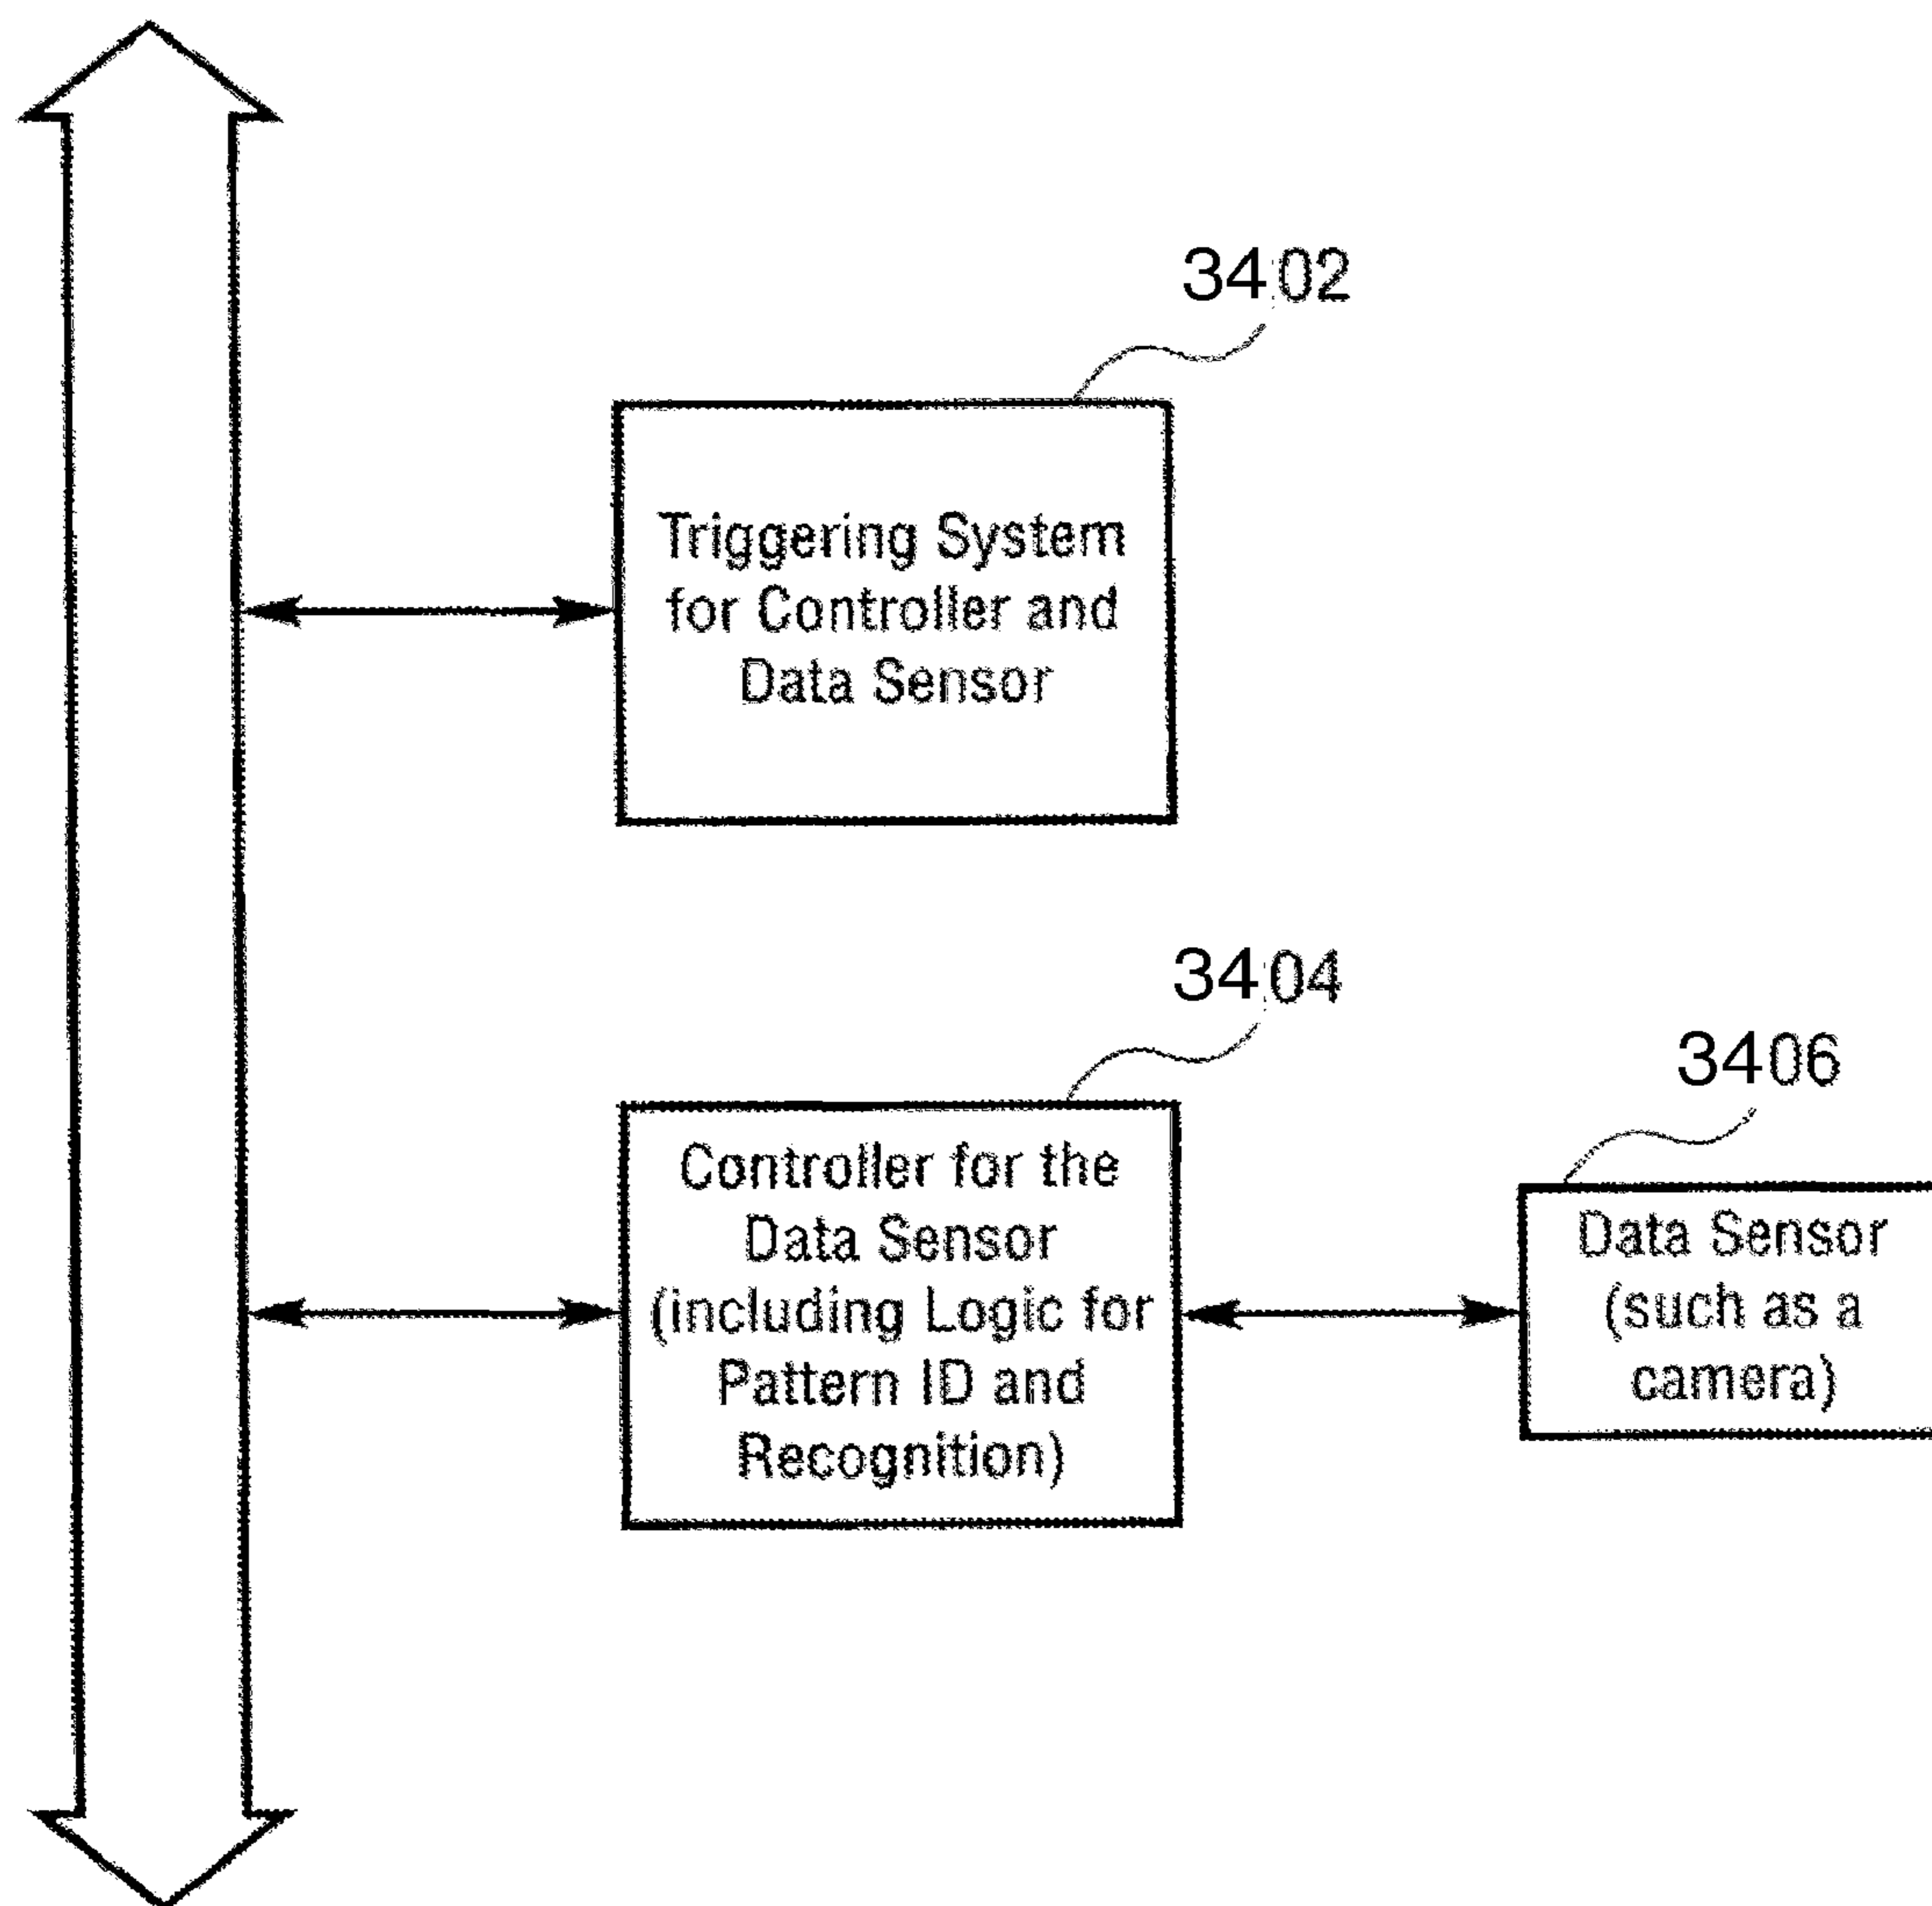 3402
Triggering System
for Controller and
Data Sensor
3404
Controller for the
Data Sensor
(including Logic for
Pattern ID and
Recognition)
3406
Data Sensor
(such as a
camera)